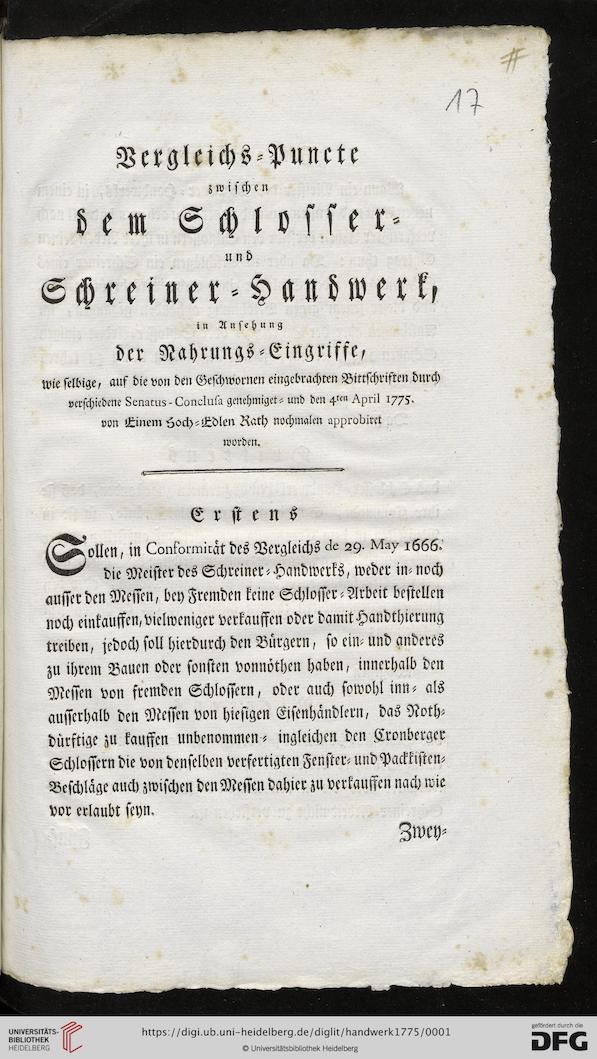 #
17
Vergleichs-Puncte
zwischen
dem Schlosser-
und
Schreiner-Handwerk,
in Ansehung
der Nahrungs-Eingriffe,
wie selbige, auf die von den Geschwornen eingebrachten Bittschriften durch
verschiedene Senatus-Conclusa genehmiget- und den 4ten April 1775.
von Einem Hoch-Edlen Rath nochmalen approbiret
worden.
Erstens
Sollen, in Conformität des Vergleichs de 29. May 1666.
die Meister des Schreiner-Handwerks, weder in- noch
ausser den Messen, bey Fremden keine Schlosser-Arbeit bestellen
noch einkauffen, vielweniger verkauffen oder damit Handthierung
treiben, jedoch soll hierdurch den Bürgern, so ein- und anderes
zu ihrem Bauen oder sonsten vonnöthen haben, innerhalb den
Messen von fremden Schlossern, oder auch sowohl inn- als
ausserhalb den Messen von hiesigen Eisenhändlern, das Noth-
dürftige zu kauffen unbenommen- ingleichen den Cronberger
Schlossern die von denselben verfertigten Fenster- und Packkisten-
Beschläge auch zwischen den Messen dahier zu verkauffen nach wie
vor erlaubt seyn.
Zwey-
UNIVERSITÄTS-
BIBLIOTHEK
HEIDELBERG
https://digi.ub.uni-heidelberg.de/diglit/handwerk1775/0001
© Universitätsbibliothek Heidelberg
gefördert durch die
DFG